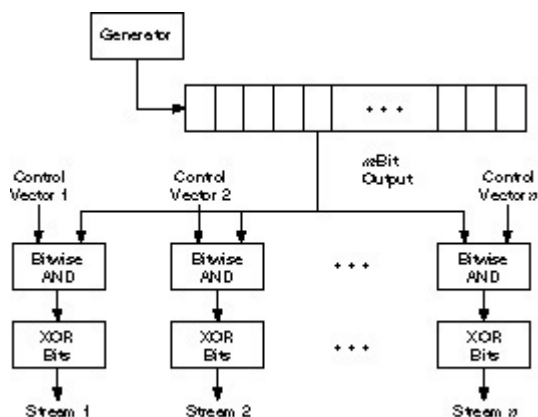 Generator
• • •
mBit
Output
Control
Vector 1
Control
Vector 2
Control
Vector n
Bitwise
AND
Bitwise
AND
• • •
Bitwise
AND
XOR
Bits
XOR
Bits
• • •
XOR
Bits
Stream 1
Stream 2
Stream n